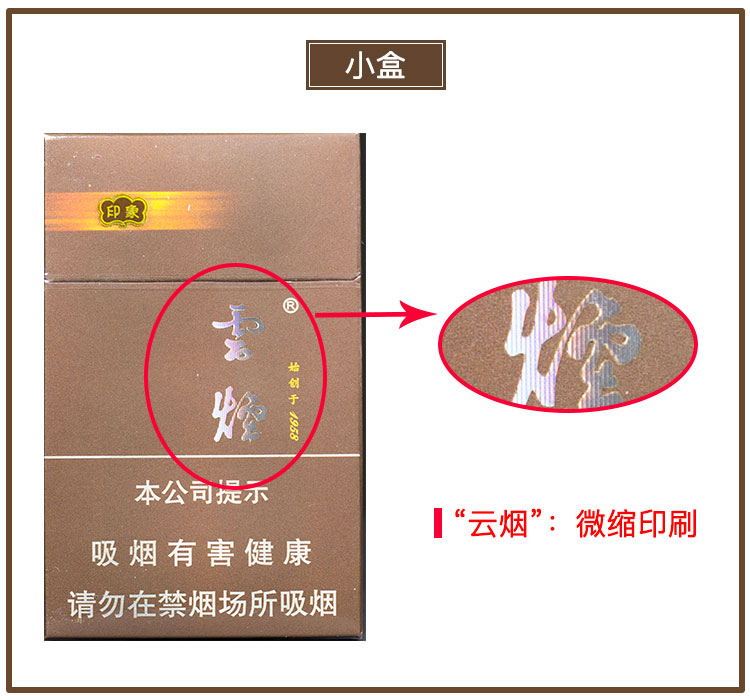 小盒
印象
雲
煙
®
始创于1958
煙
本公司提示
吸烟有害健康
请勿在禁烟场所吸烟
“云烟”：微缩印刷